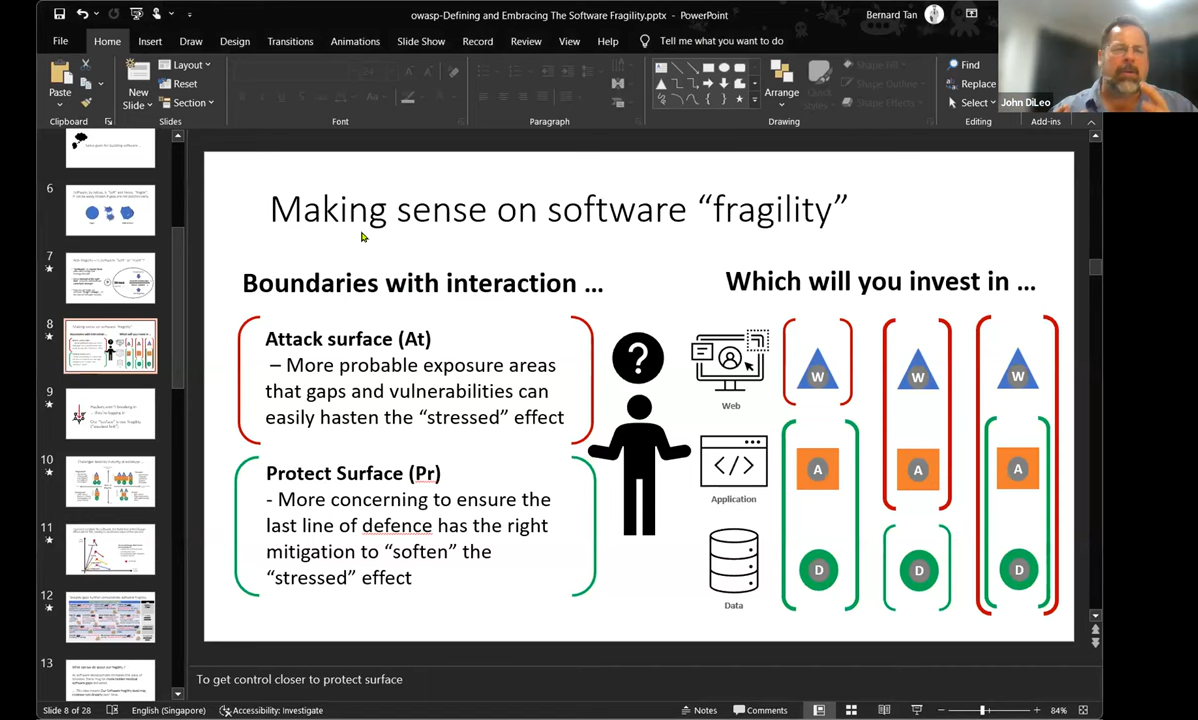 owasp-Defining and Embracing The Software Fragility.pptx - PowerPoint
Bernard Tan
File Home Insert Draw Design Transitions Animations Slide Show Record Review View Help Tell me what you want to do
Paste
New
Slide
Layout
Reset
Section
Arrange
Quick
Styles
Shape Fill
Shape Effects
Find
Replace
Select
John DiLeo
Clipboard Slides Font Paragraph Drawing Editing Add-ins
6
7
8
9
10
11
12
13
Making sense on software “fragility”
Boundaries with interaction ...
Attack surface (At)
– More probable exposure areas
that gaps and vulnerabilities can
easily hasten the “stressed” effect
Protect Surface (Pr)
- More concerning to ensure the
last line of defence has the right
mitigation to “soften” the
“stressed” effect
?
Web
</>
Application
Data
Which will you invest in ...
W W W
A A A
D D D
To get control closer to protect surface
Slide 8 of 28 English (Singapore) Accessibility: Investigate Notes Comments 84%